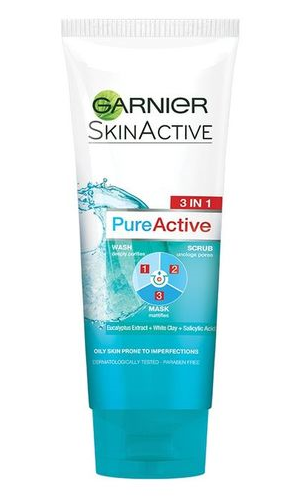 GARNIER
SKINACTIVE
3 IN 1
PureActive
WASH
deeply purifies
SCRUB
unclogs pores
1
2
3
MASK
mattifies
Eucalyptus Extract + White Clay + Salicylic Acid
OILY SKIN PRONE TO IMPERFECTIONS
DERMATOLOGICALLY TESTED · PARABEN FREE